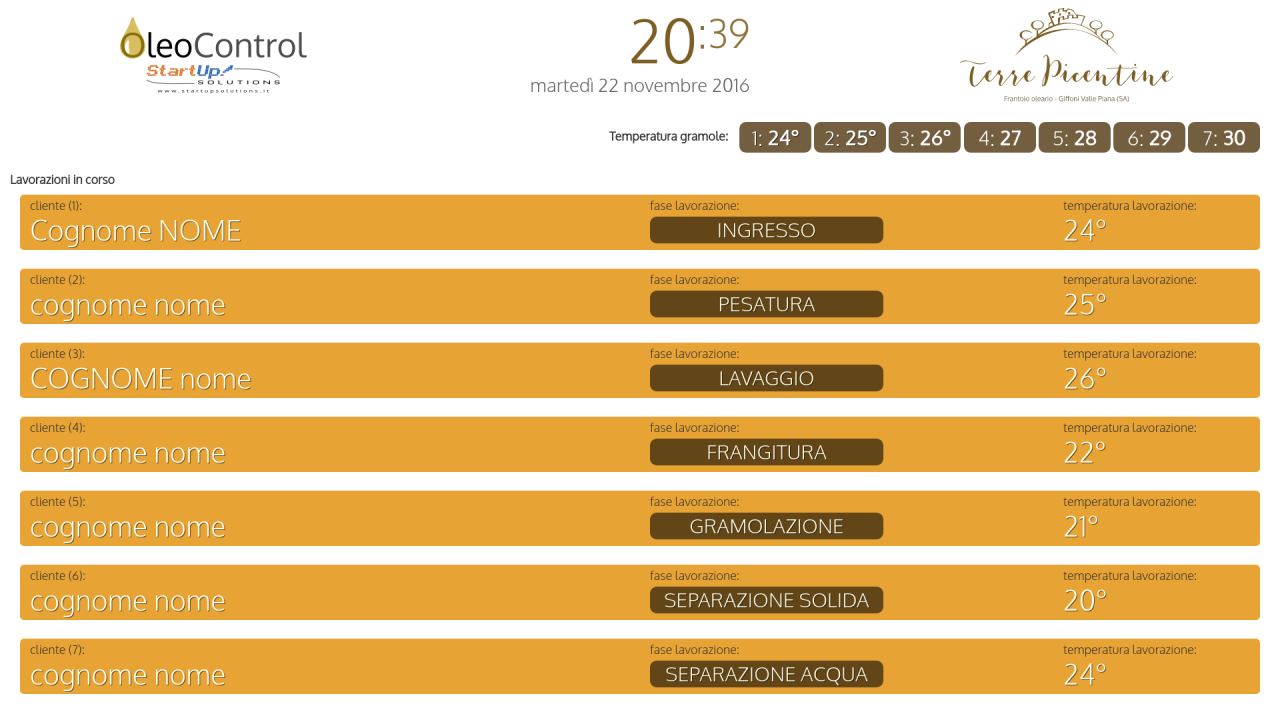 OleoControl
StartUp
SOLUTIONS
www.startupsolutions.it
20:39
martedì 22 novembre 2016
Terre Picentine
Frantoio oleario - Giffoni Valle Piana (SA)
Temperatura gramole: 1: 24° 2: 25° 3: 26° 4: 27 5: 28 6: 29 7: 30
Lavorazioni in corso
cliente (1): fase lavorazione: temperatura lavorazione:
Cognome NOME INGRESSO 24°
cliente (2): fase lavorazione: temperatura lavorazione:
cognome nome PESATURA 25°
cliente (3): fase lavorazione: temperatura lavorazione:
COGNOME nome LAVAGGIO 26°
cliente (4): fase lavorazione: temperatura lavorazione:
cognome nome FRANGITURA 22°
cliente (5): fase lavorazione: temperatura lavorazione:
cognome nome GRAMOLAZIONE 21°
cliente (6): fase lavorazione: temperatura lavorazione:
cognome nome SEPARAZIONE SOLIDA 20°
cliente (7): fase lavorazione: temperatura lavorazione:
cognome nome SEPARAZIONE ACQUA 24°